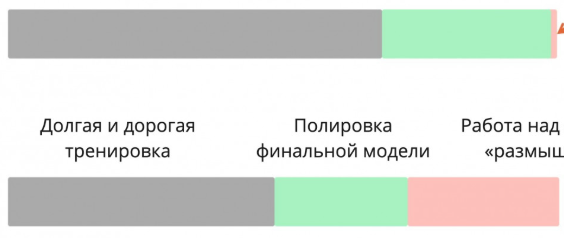 Долгая и дорогая Полировка Работа над
тренировка финальной модели